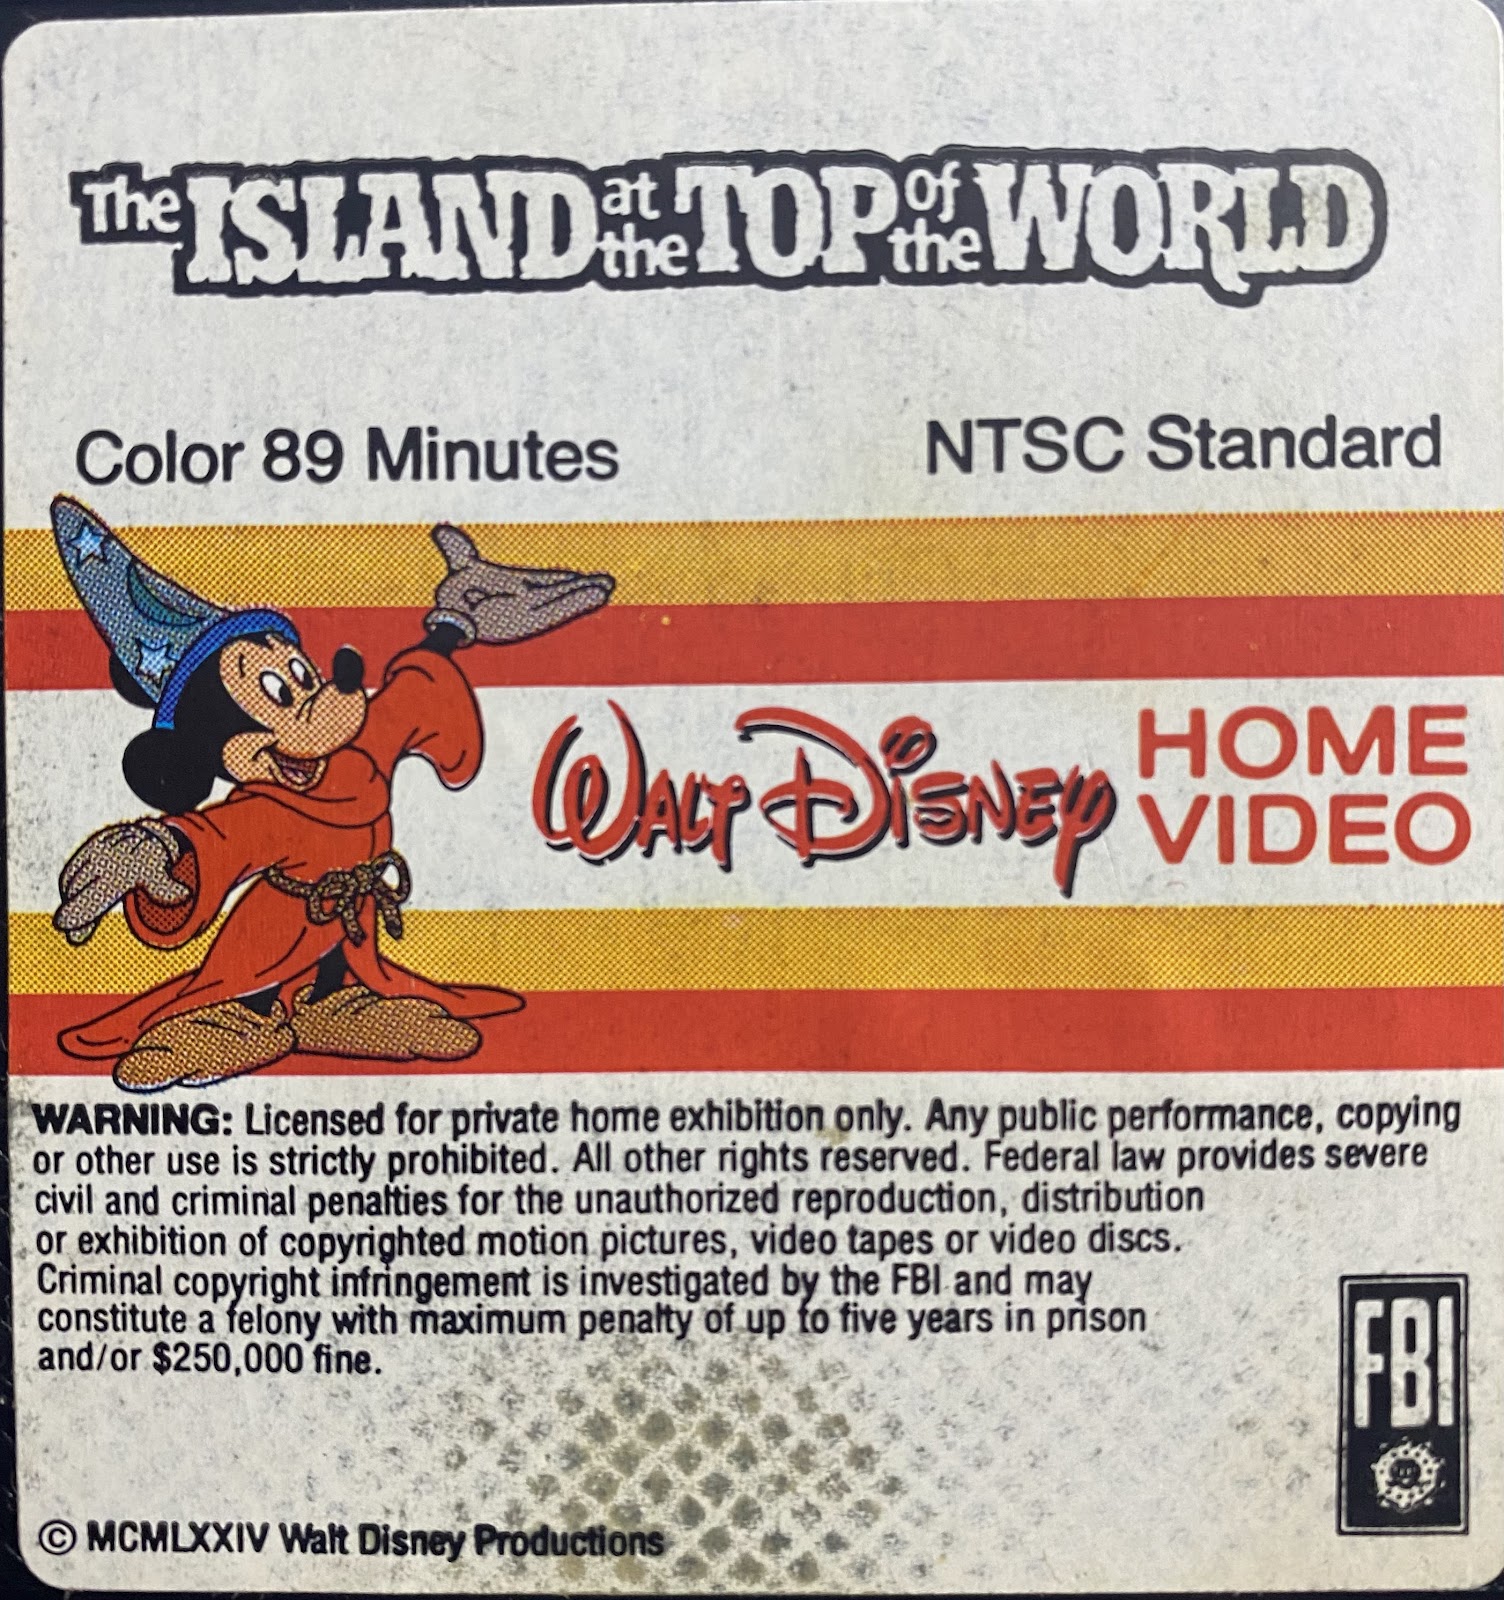 The ISLAND at the TOP of the WORLD
Color 89 Minutes NTSC Standard
WALT DISNEY HOME VIDEO
WARNING: Licensed for private home exhibition only. Any public performance, copying
or other use is strictly prohibited. All other rights reserved. Federal law provides severe
civil and criminal penalties for the unauthorized reproduction, distribution
or exhibition of copyrighted motion pictures, video tapes or video discs.
Criminal copyright infringement is investigated by the FBI and may
constitute a felony with maximum penalty of up to five years in prison
and/or $250,000 fine.
FBI
© MCMLXXIV Walt Disney Productions